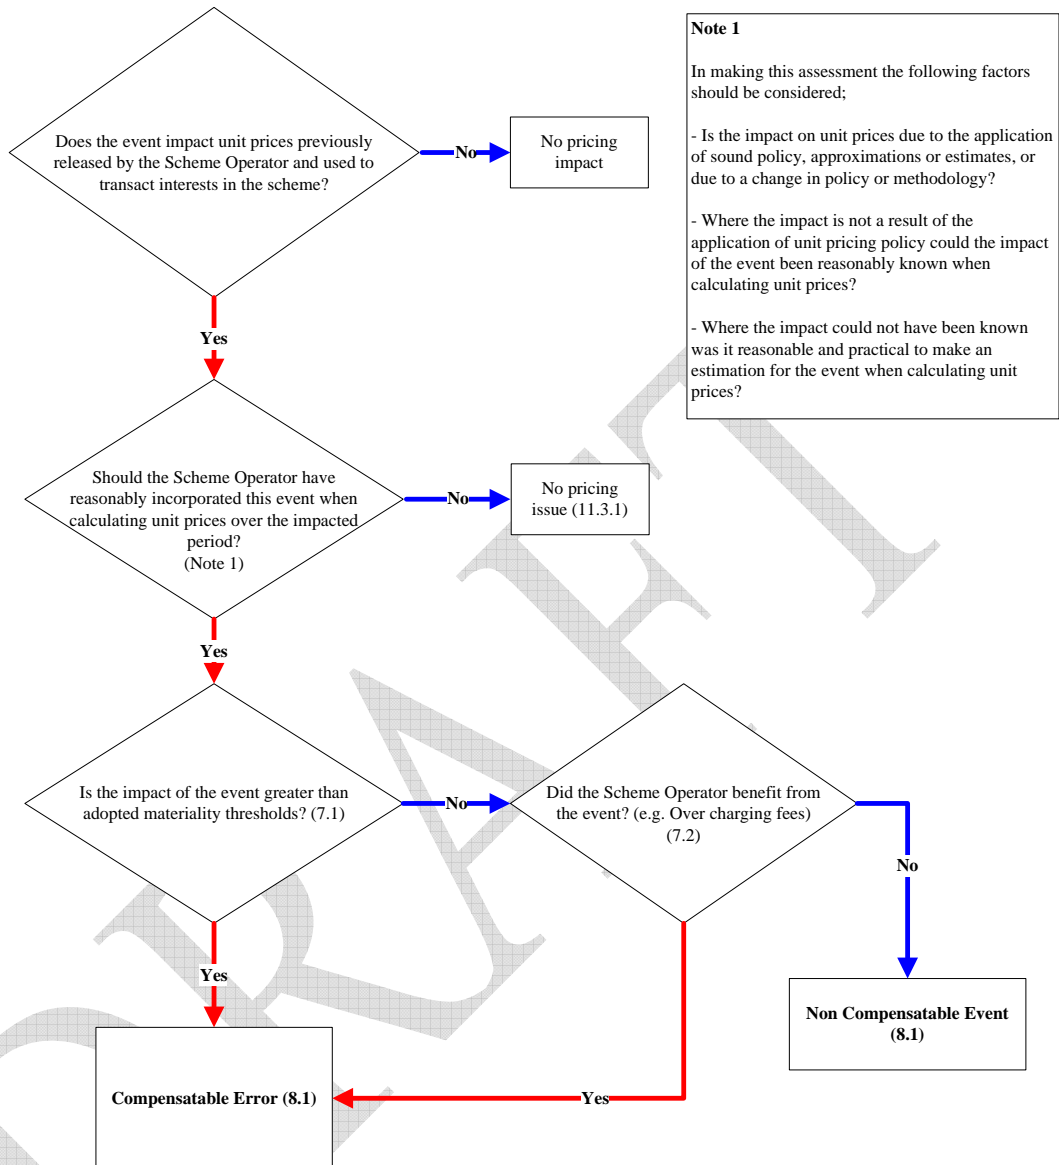 Does the event impact unit prices previously
released by the Scheme Operator and used to
transact interests in the scheme?
No
No pricing
impact
Note 1
In making this assessment the following factors
should be considered;
- Is the impact on unit prices due to the application
of sound policy, approximations or estimates, or
due to a change in policy or methodology?
- Where the impact is not a result of the
application of unit pricing policy could the impact
of the event been reasonably known when
calculating unit prices?
- Where the impact could not have been known
was it reasonable and practical to make an
estimation for the event when calculating unit
prices?
Yes
Should the Scheme Operator have
reasonably incorporated this event when
calculating unit prices over the impacted
period?
(Note 1)
No
No pricing
issue (11.3.1)
Yes
Is the impact of the event greater than
adopted materiality thresholds? (7.1)
No
Did the Scheme Operator benefit from
the event? (e.g. Over charging fees)
(7.2)
No
Yes
Non Compensatable Event
(8.1)
Compensatable Error (8.1)
Yes
DRAFT